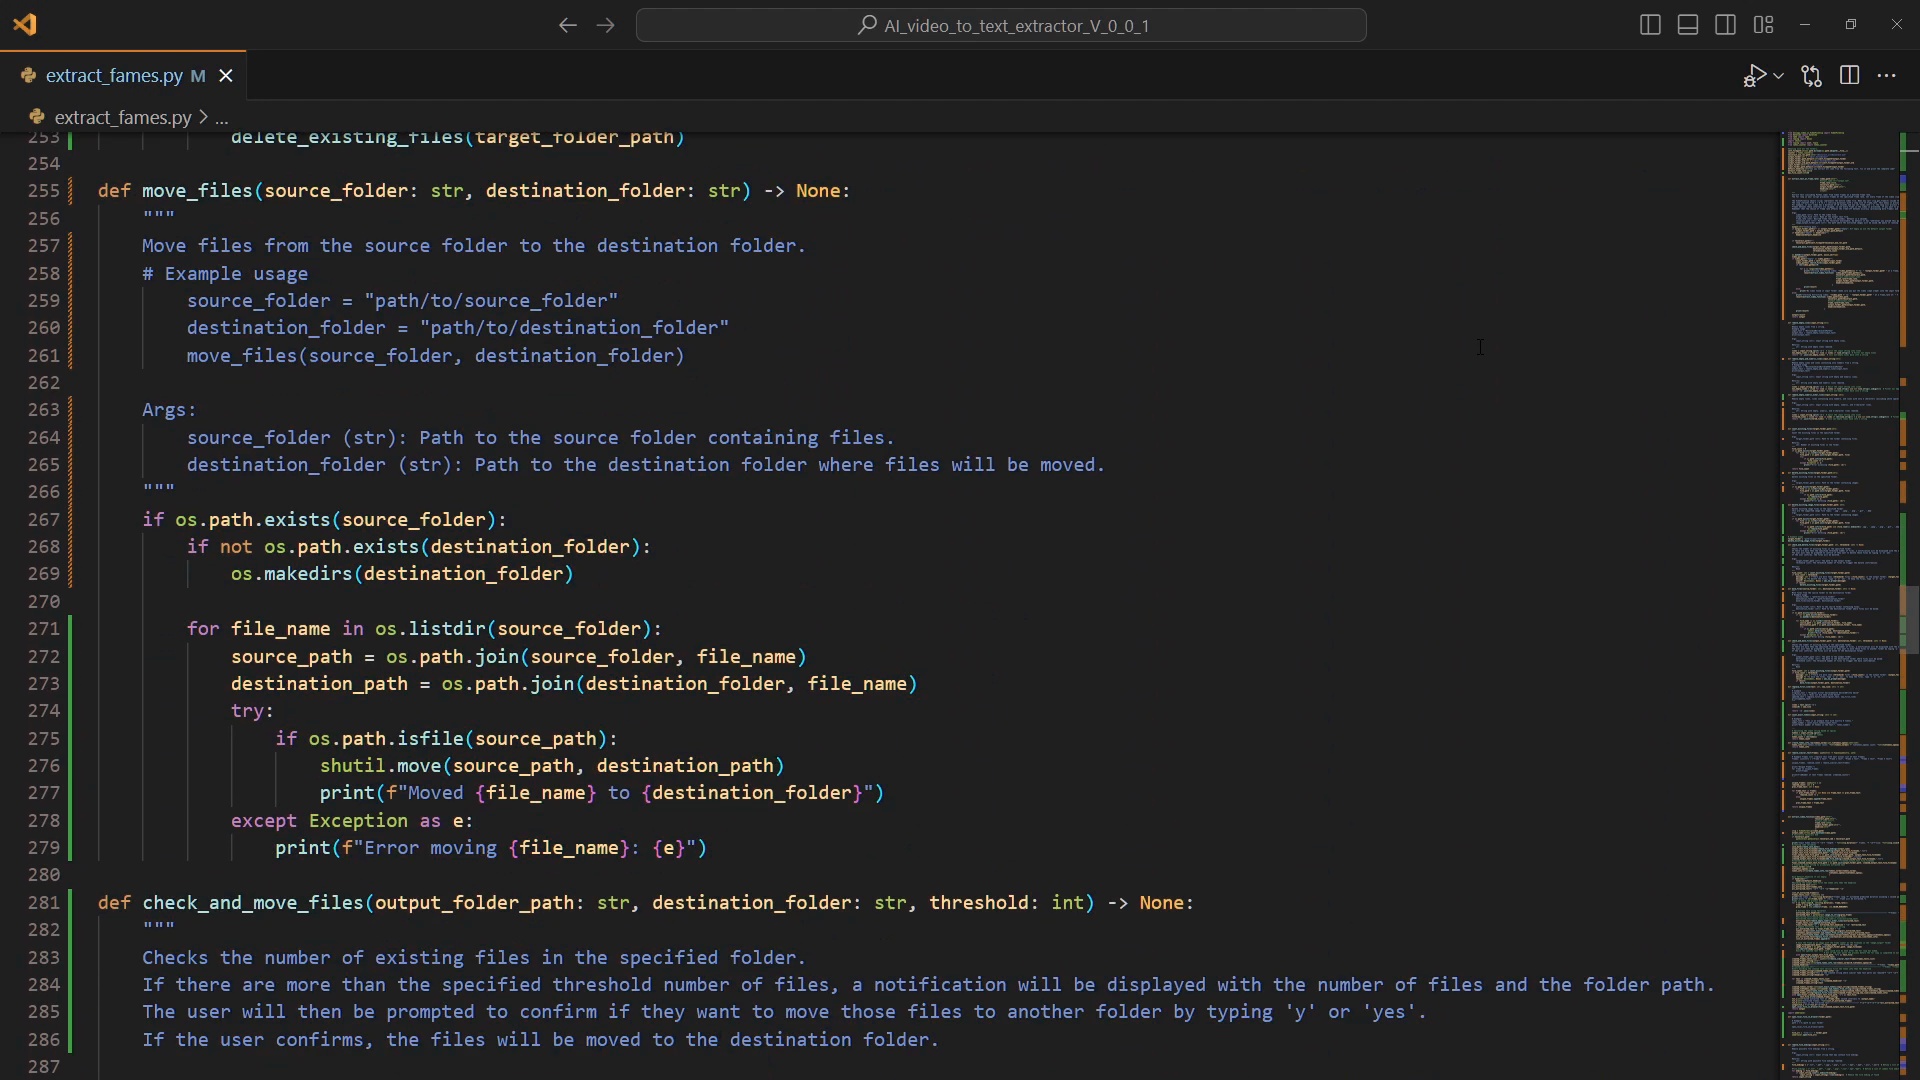 AI_video_to_text_extractor_V_0_0_1
extract_fames.py M
extract_fames.py > ...
253 delete_existing_files(target_folder_path)
254
255 def move_files(source_folder: str, destination_folder: str) -> None:
256 """
257 Move files from the source folder to the destination folder.
258 # Example usage
259 source_folder = "path/to/source_folder"
260 destination_folder = "path/to/destination_folder"
261 move_files(source_folder, destination_folder)
262
263 Args:
264 source_folder (str): Path to the source folder containing files.
265 destination_folder (str): Path to the destination folder where files will be moved.
266 """
267 if os.path.exists(source_folder):
268 if not os.path.exists(destination_folder):
269 os.makedirs(destination_folder)
270
271 for file_name in os.listdir(source_folder):
272 source_path = os.path.join(source_folder, file_name)
273 destination_path = os.path.join(destination_folder, file_name)
274 try:
275 if os.path.isfile(source_path):
276 shutil.move(source_path, destination_path)
277 print(f"Moved {file_name} to {destination_folder}")
278 except Exception as e:
279 print(f"Error moving {file_name}: {e}")
280
281 def check_and_move_files(output_folder_path: str, destination_folder: str, threshold: int) -> None:
282 """
283 Checks the number of existing files in the specified folder.
284 If there are more than the specified threshold number of files, a notification will be displayed with the number of files and the folder path.
285 The user will then be prompted to confirm if they want to move those files to another folder by typing 'y' or 'yes'.
286 If the user confirms, the files will be moved to the destination folder.
287